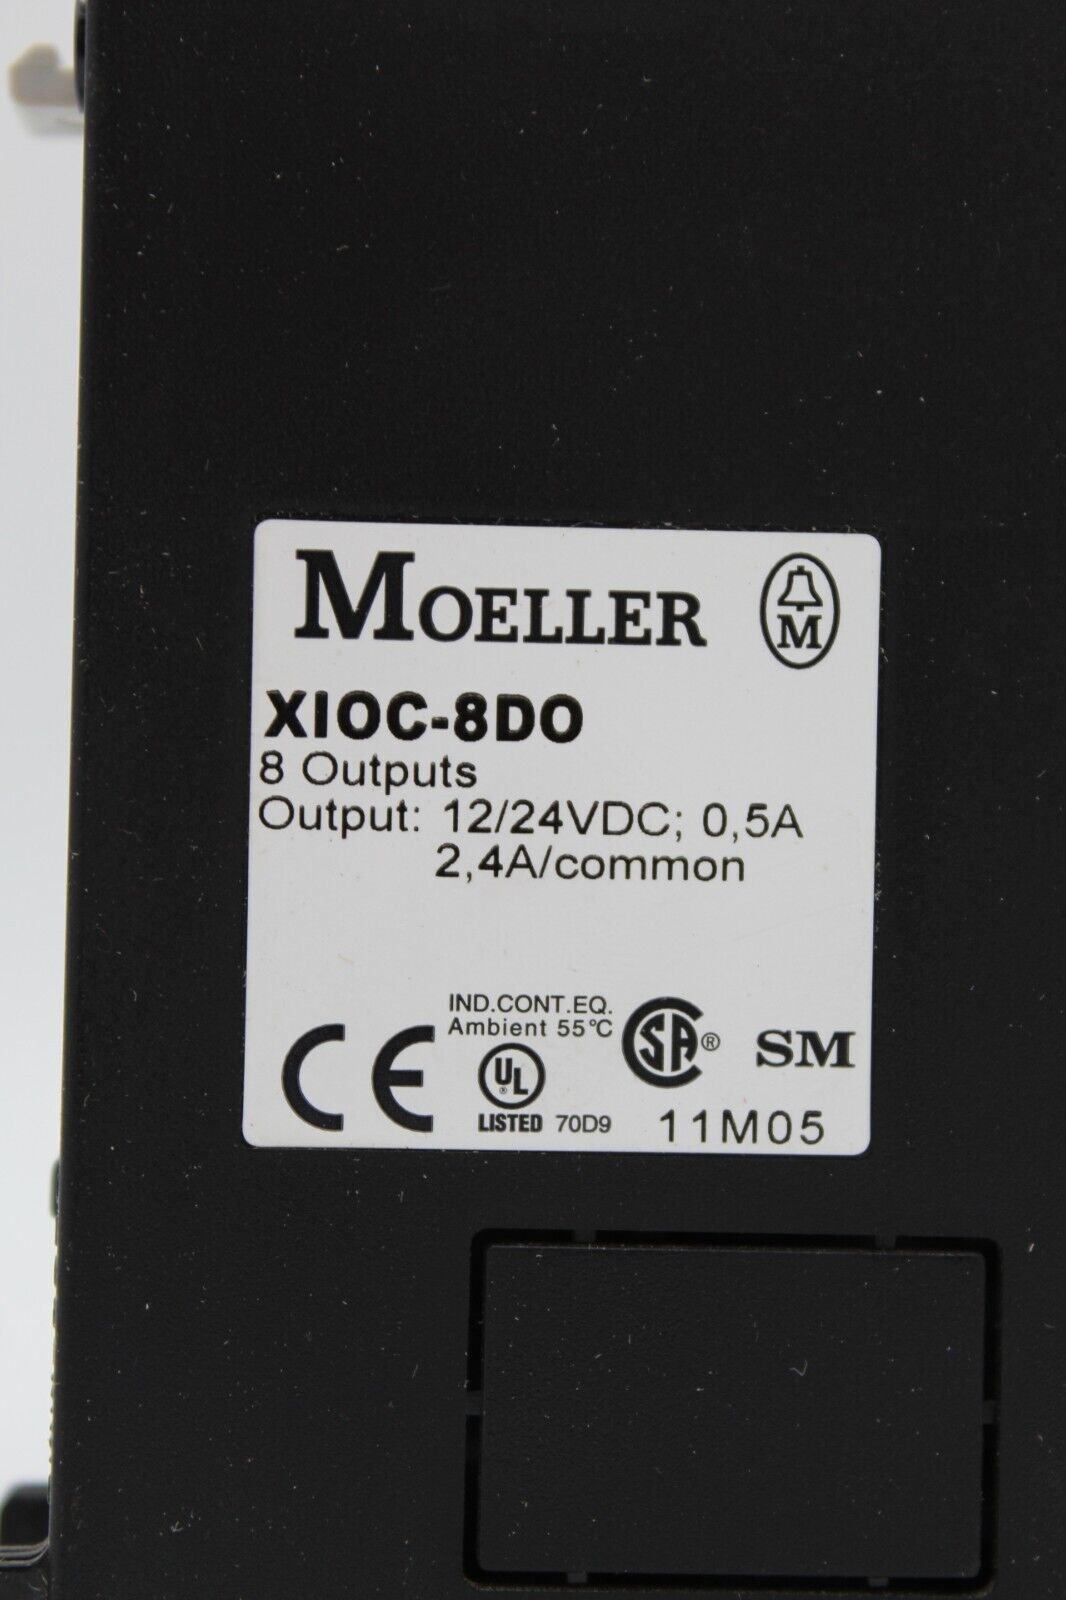 MOELLER
M
XIOC-8DO
8 Outputs
Output: 12/24VDC; 0,5A
2,4A/common
IND.CONT.EQ.
Ambient 55°C
CE
UL
®
LISTED 70D9
SA ®
SM
11M05